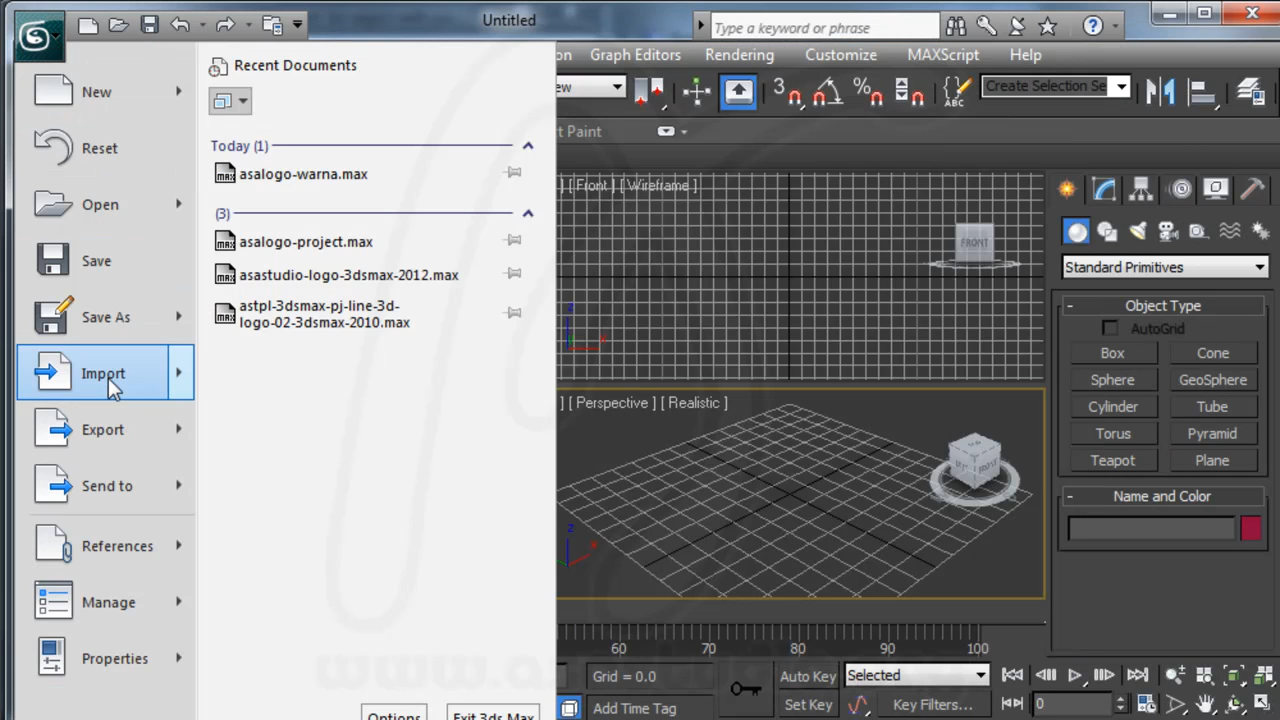 Untitled
Type a keyword or phrase
Graph Editors
Rendering
Customize
MAXScript
Help
Recent Documents
New
Reset
Open
Save
Save As
Import
Export
Send to
References
Manage
Properties
Today (1)
asalogo-warna.max
(3)
asalogo-project.max
asastudio-logo-3dsmax-2012.max
astpl-3dsmax-pj-line-3d-
logo-02-3dsmax-2010.max
Options
Exit 3ds Max
3
%
ABC
Create Selection Se
t Paint
] [ Front ] [ Wireframe ]
FRONT
z
x
] [ Perspective ] [ Realistic ]
z
x
Standard Primitives
- Object Type
AutoGrid
Box Cone
Sphere GeoSphere
Cylinder Tube
Torus Pyramid
Teapot Plane
- Name and Color
60 70 80 90 100
Grid = 0.0
Auto Key
Selected
Add Time Tag
Set Key
Key Filters...
0